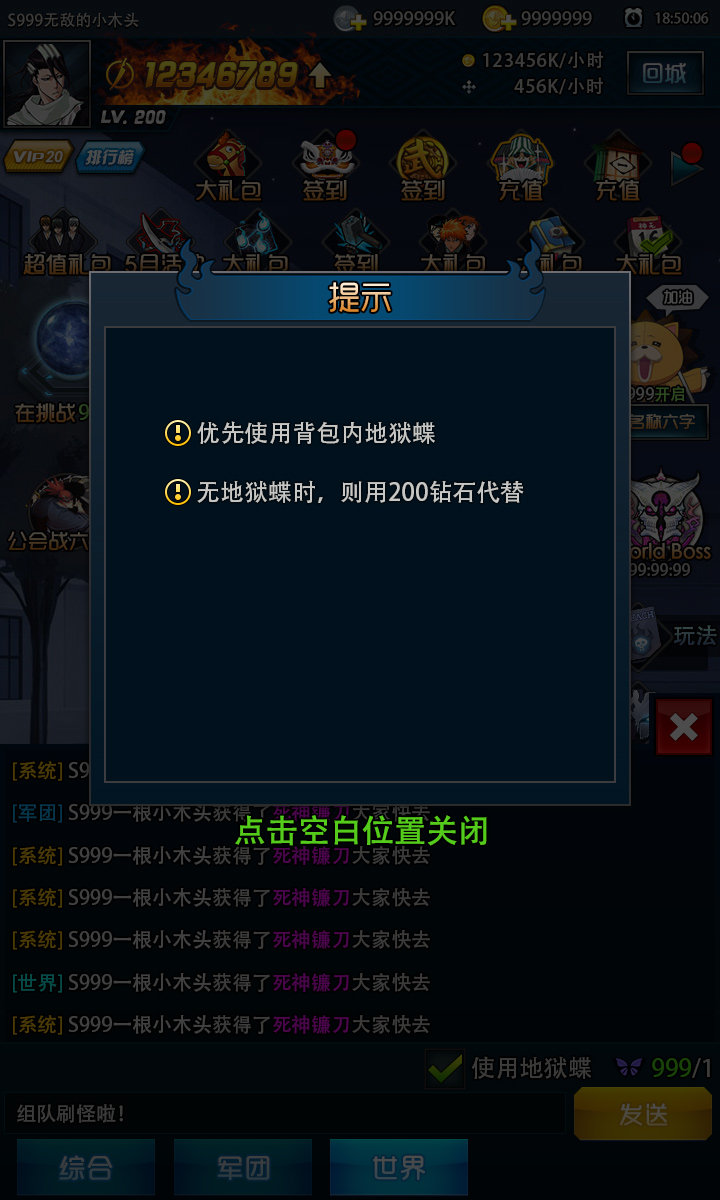 S999无敌的小木头
9999999K
9999999
18:50:06
12346789
123456K/小时
456K/小时
回城
LV. 200
VIP20
排行榜
大礼包
签到
签到
充值
充值
超值礼包
5月活
大礼包
签到
大礼包
礼包
大礼包
16
提示
加油
在挑战9
999开启
名称六字
优先使用背包内地狱蝶
无地狱蝶时，则用200钻石代替
公会战六
orld Boss
99:99:99
玩法
[系统] S9
[军团] S999一根小木头获得了死神镰刀大家快去
点击空白位置关闭
[系统] S999一根小木头获得了死神镰刀大家快去
[系统] S999一根小木头获得了死神镰刀大家快去
[系统] S999一根小木头获得了死神镰刀大家快去
[世界] S999一根小木头获得了死神镰刀大家快去
[系统] S999一根小木头获得了死神镰刀大家快去
使用地狱蝶
999/1
组队刷怪啦！
发送
综合
军团
世界